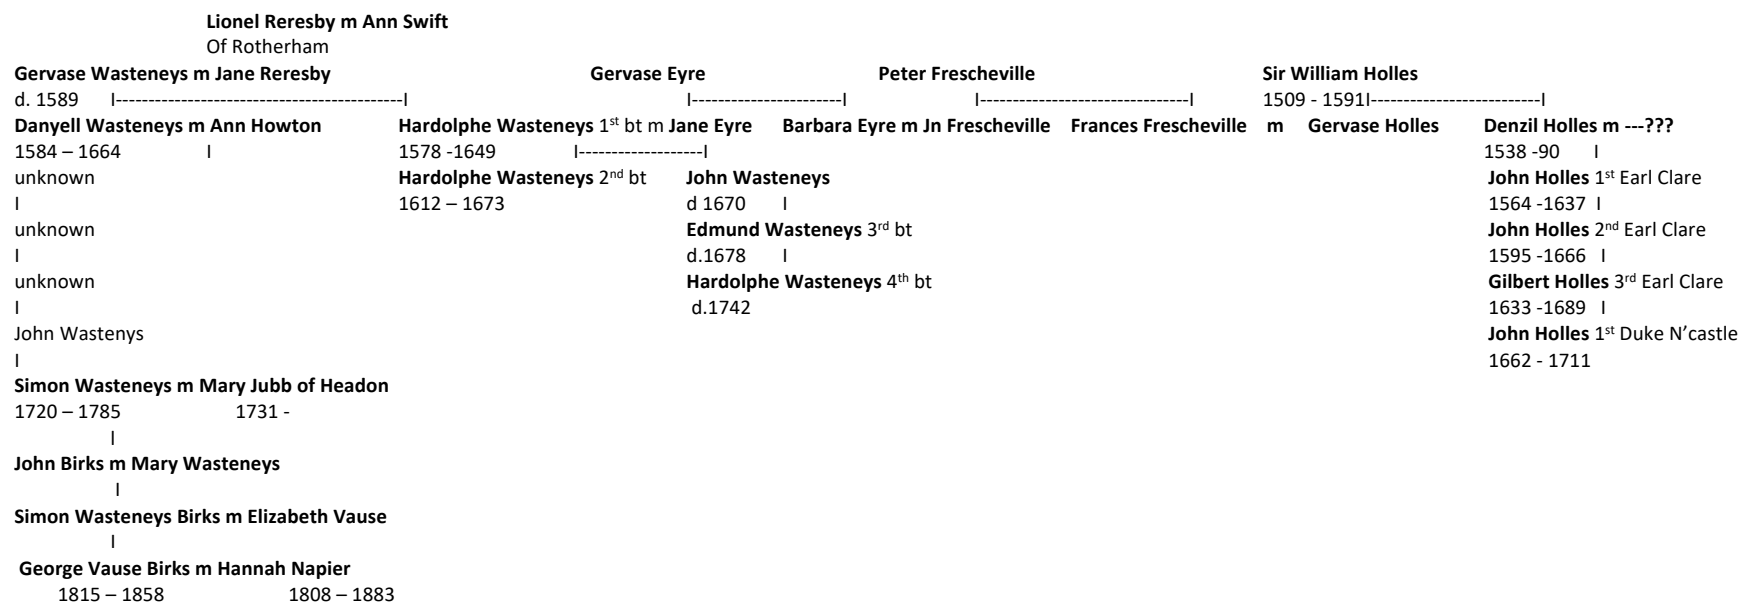 Lionel Reresby m Ann Swift
Of Rotherham
Gervase Wasteneys m Jane Reresby Gervase Eyre Peter Frescheville Sir William Holles
d. 1589 I-------------------------------------------I I-----------------------I I--------------------------------I 1509 - 1591I--------------------------I
Danyell Wasteneys m Ann Howton Hardolphe Wasteneys 1st bt m Jane Eyre Barbara Eyre m Jn Frescheville Frances Frescheville m Gervase Holles Denzil Holles m ---???
1584 – 1664 I 1578 -1649 I-------------------I 1538 -90 I
unknown Hardolphe Wasteneys 2nd bt John Wasteneys John Holles 1st Earl Clare
I 1612 – 1673 d 1670 I 1564 -1637 I
unknown Edmund Wasteneys 3rd bt John Holles 2nd Earl Clare
I d.1678 I 1595 -1666 I
unknown Hardolphe Wasteneys 4th bt Gilbert Holles 3rd Earl Clare
I d.1742 1633 -1689 I
John Wastenys John Holles 1st Duke N’castle
I 1662 - 1711
Simon Wasteneys m Mary Jubb of Headon
1720 – 1785 1731 -
I
John Birks m Mary Wasteneys
I
Simon Wasteneys Birks m Elizabeth Vause
I
George Vause Birks m Hannah Napier
1815 – 1858 1808 – 1883